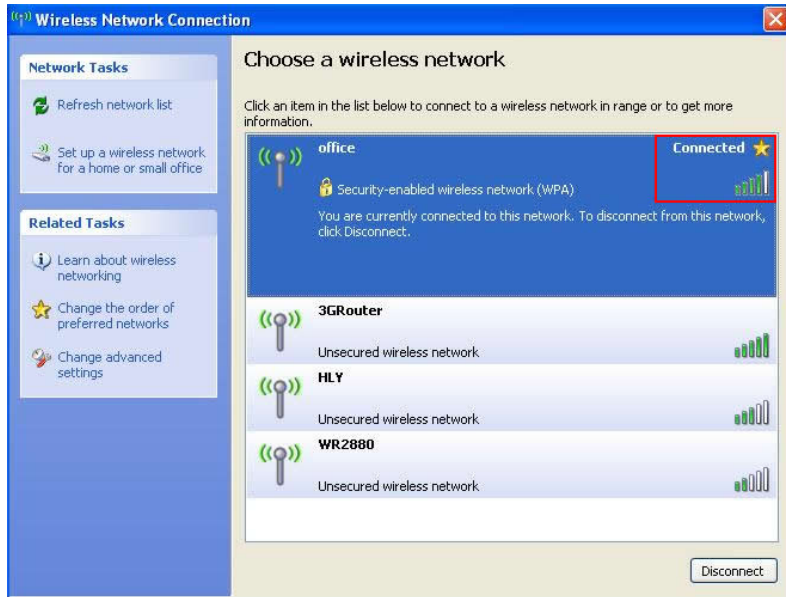 Wireless Network Connection
Network Tasks
Refresh network list
Set up a wireless network
for a home or small office
Related Tasks
Learn about wireless
networking
Change the order of
preferred networks
Change advanced
settings
Choose a wireless network
Click an item in the list below to connect to a wireless network in range or to get more
information.
office
Connected
Security-enabled wireless network (WPA)
You are currently connected to this network. To disconnect from this network,
click Disconnect.
3GRouter
Unsecured wireless network
HLY
Unsecured wireless network
WR2880
Unsecured wireless network
Disconnect